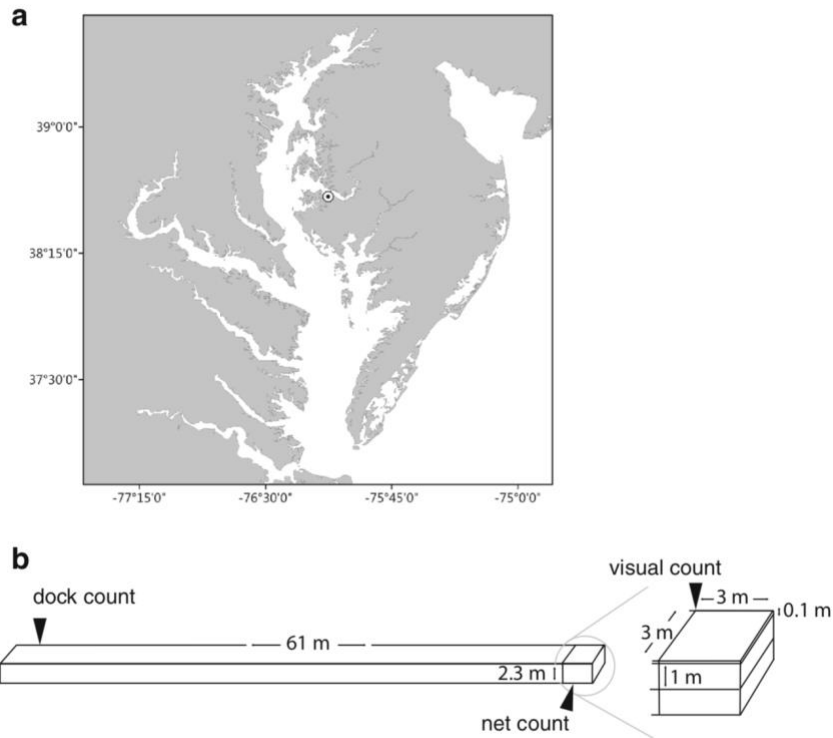 a
39°0'0"
38°15'0"
37°30'0"
-77°15'0" -76°30'0" -75°45'0" -75°0'0"
b
visual count
dock count
3 m
0.1 m
3 m
61 m
2.3 m
1 m
net count